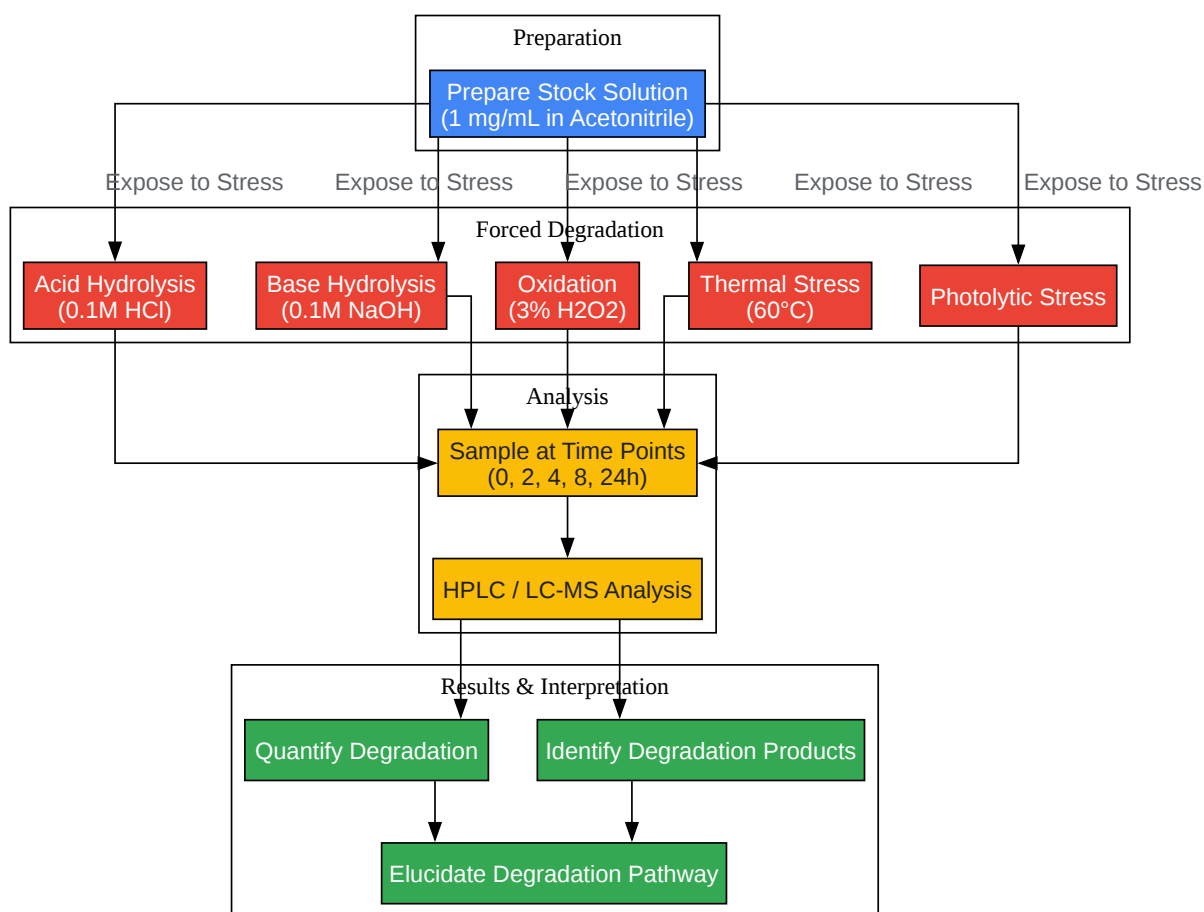 Preparation
Prepare Stock Solution
(1 mg/mL in Acetonitrile)
Expose to Stress
Expose to Stress
Expose to Stress
Expose to Stress
Expose to Stress
Forced Degradation
Acid Hydrolysis
(0.1M HCl)
Base Hydrolysis
(0.1M NaOH)
Oxidation
(3% H2O2)
Thermal Stress
(60°C)
Photolytic Stress
Analysis
Sample at Time Points
(0, 2, 4, 8, 24h)
HPLC / LC-MS Analysis
Results & Interpretation
Quantify Degradation
Identify Degradation Products
Elucidate Degradation Pathway